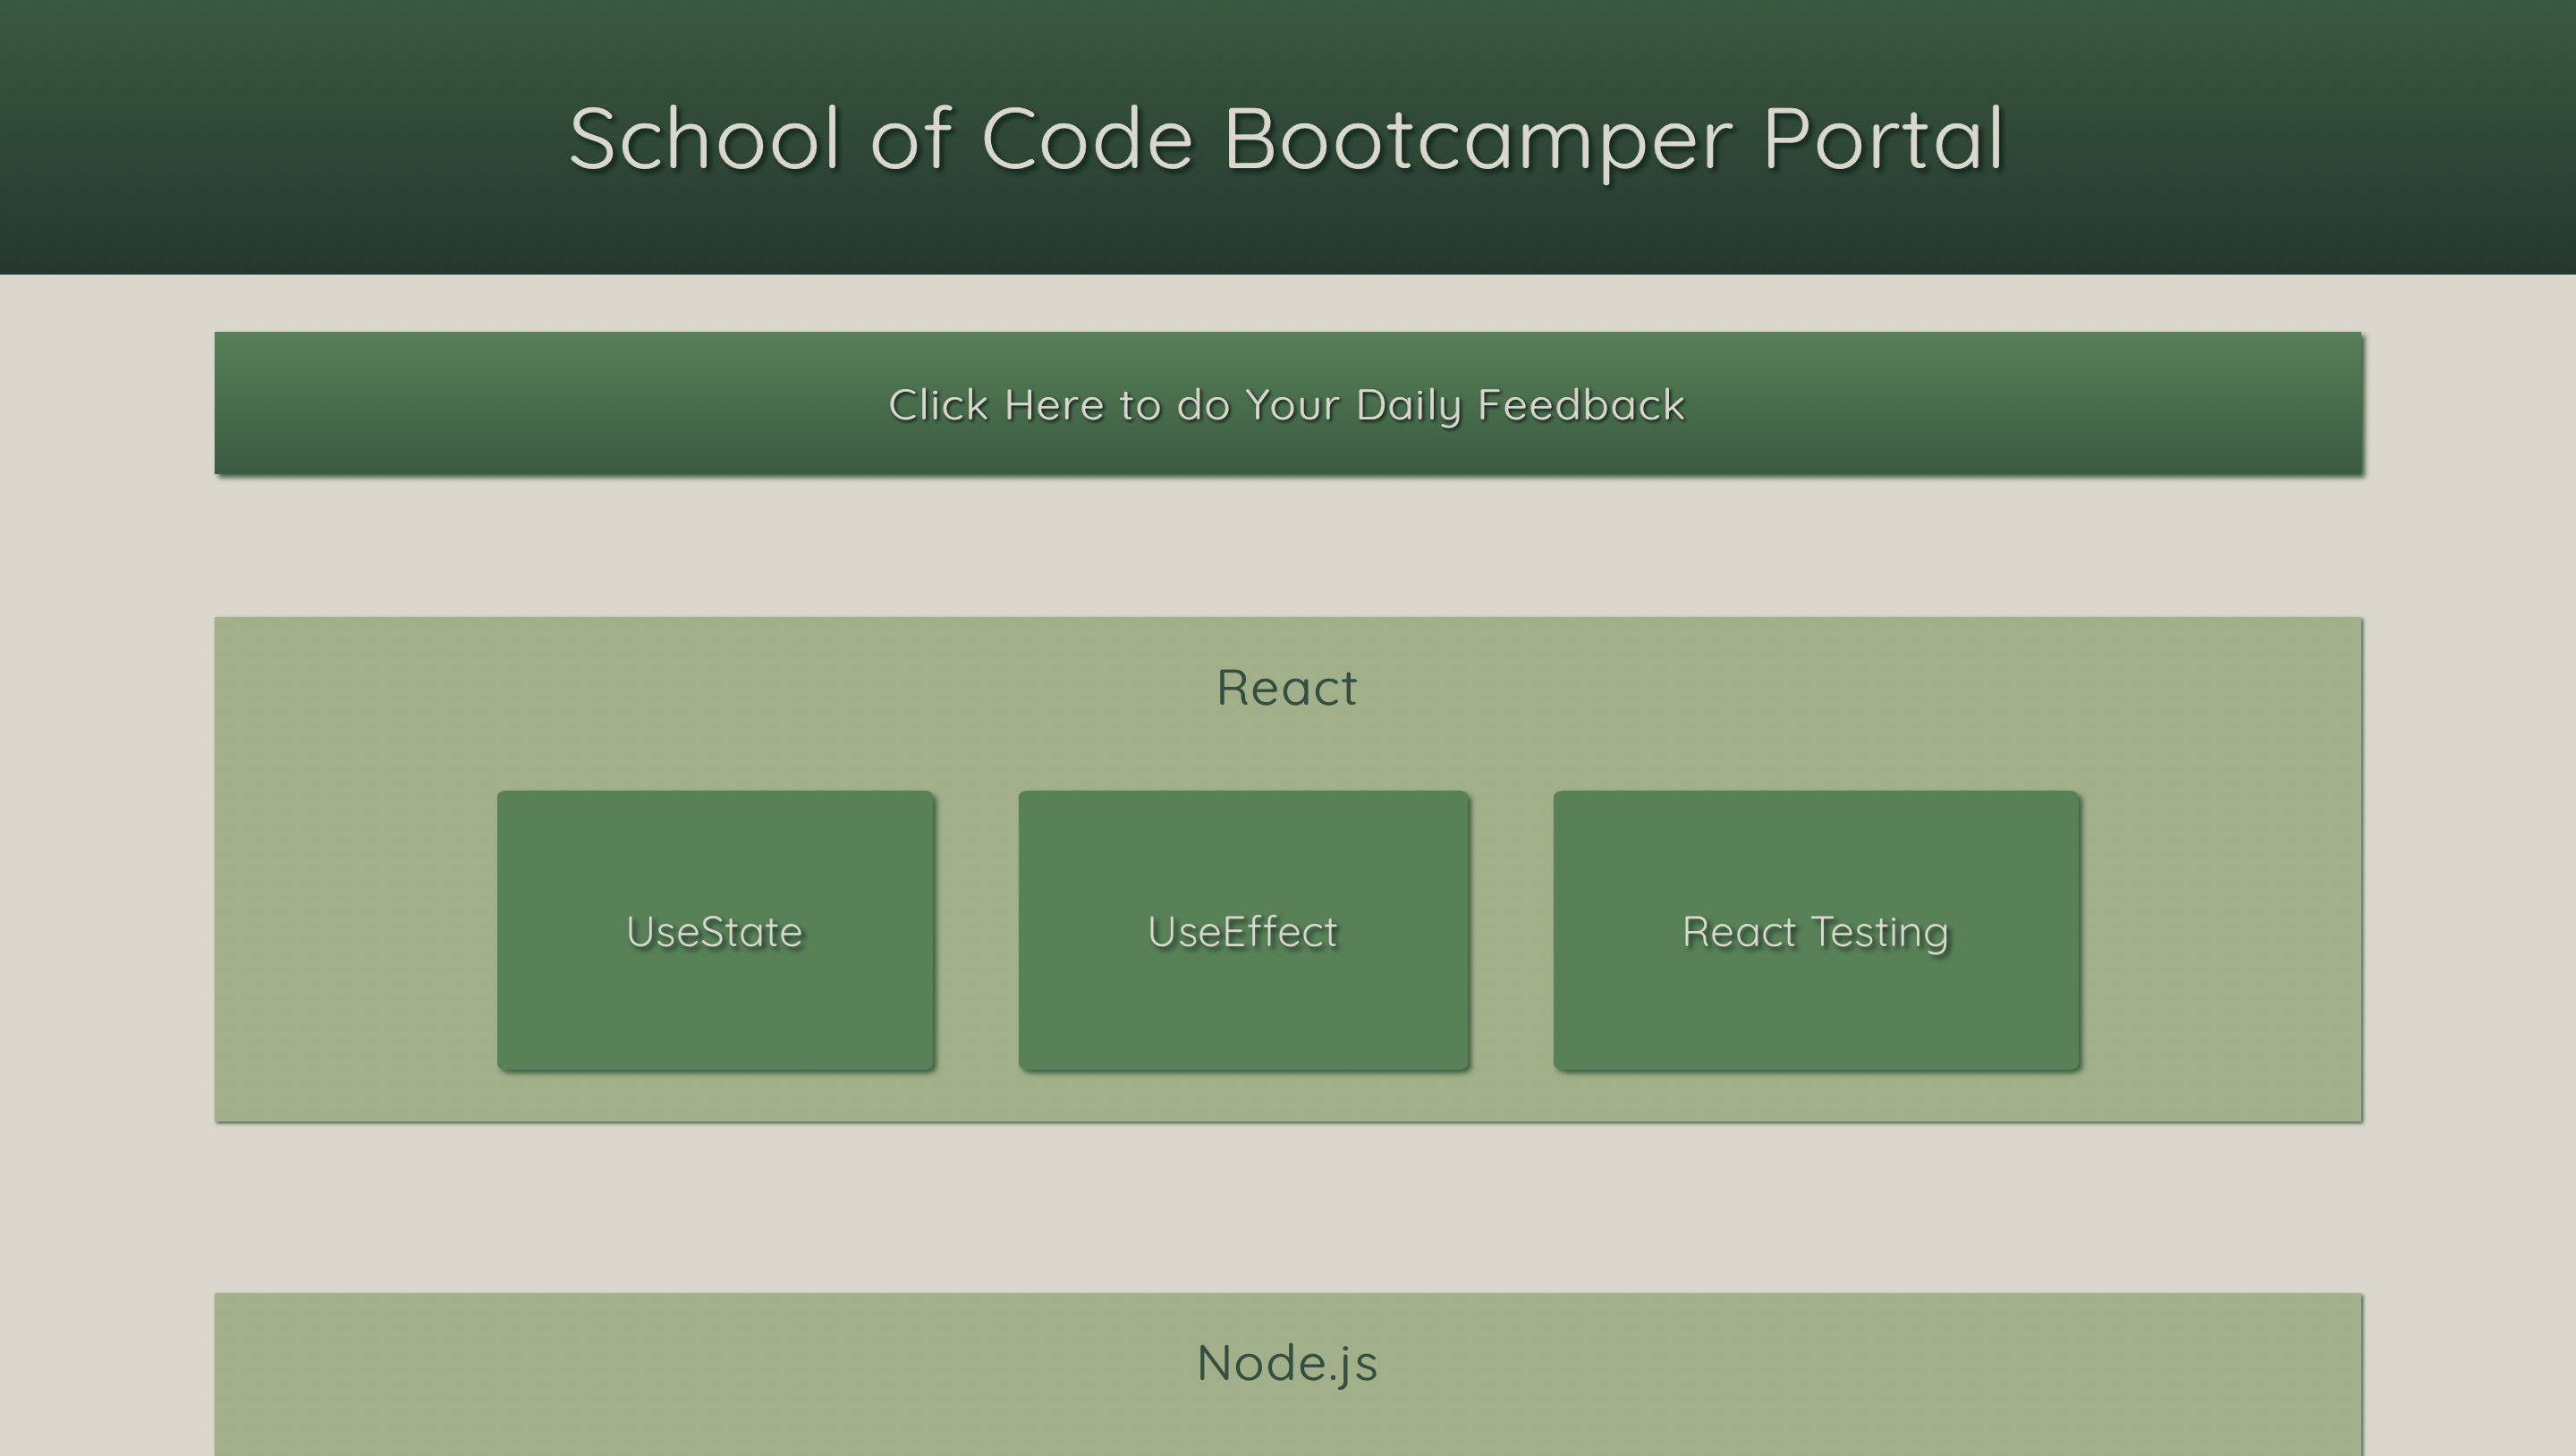 School of Code Bootcamper Portal
Click Here to do Your Daily Feedback
React
UseState
UseEffect
React Testing
Node.js